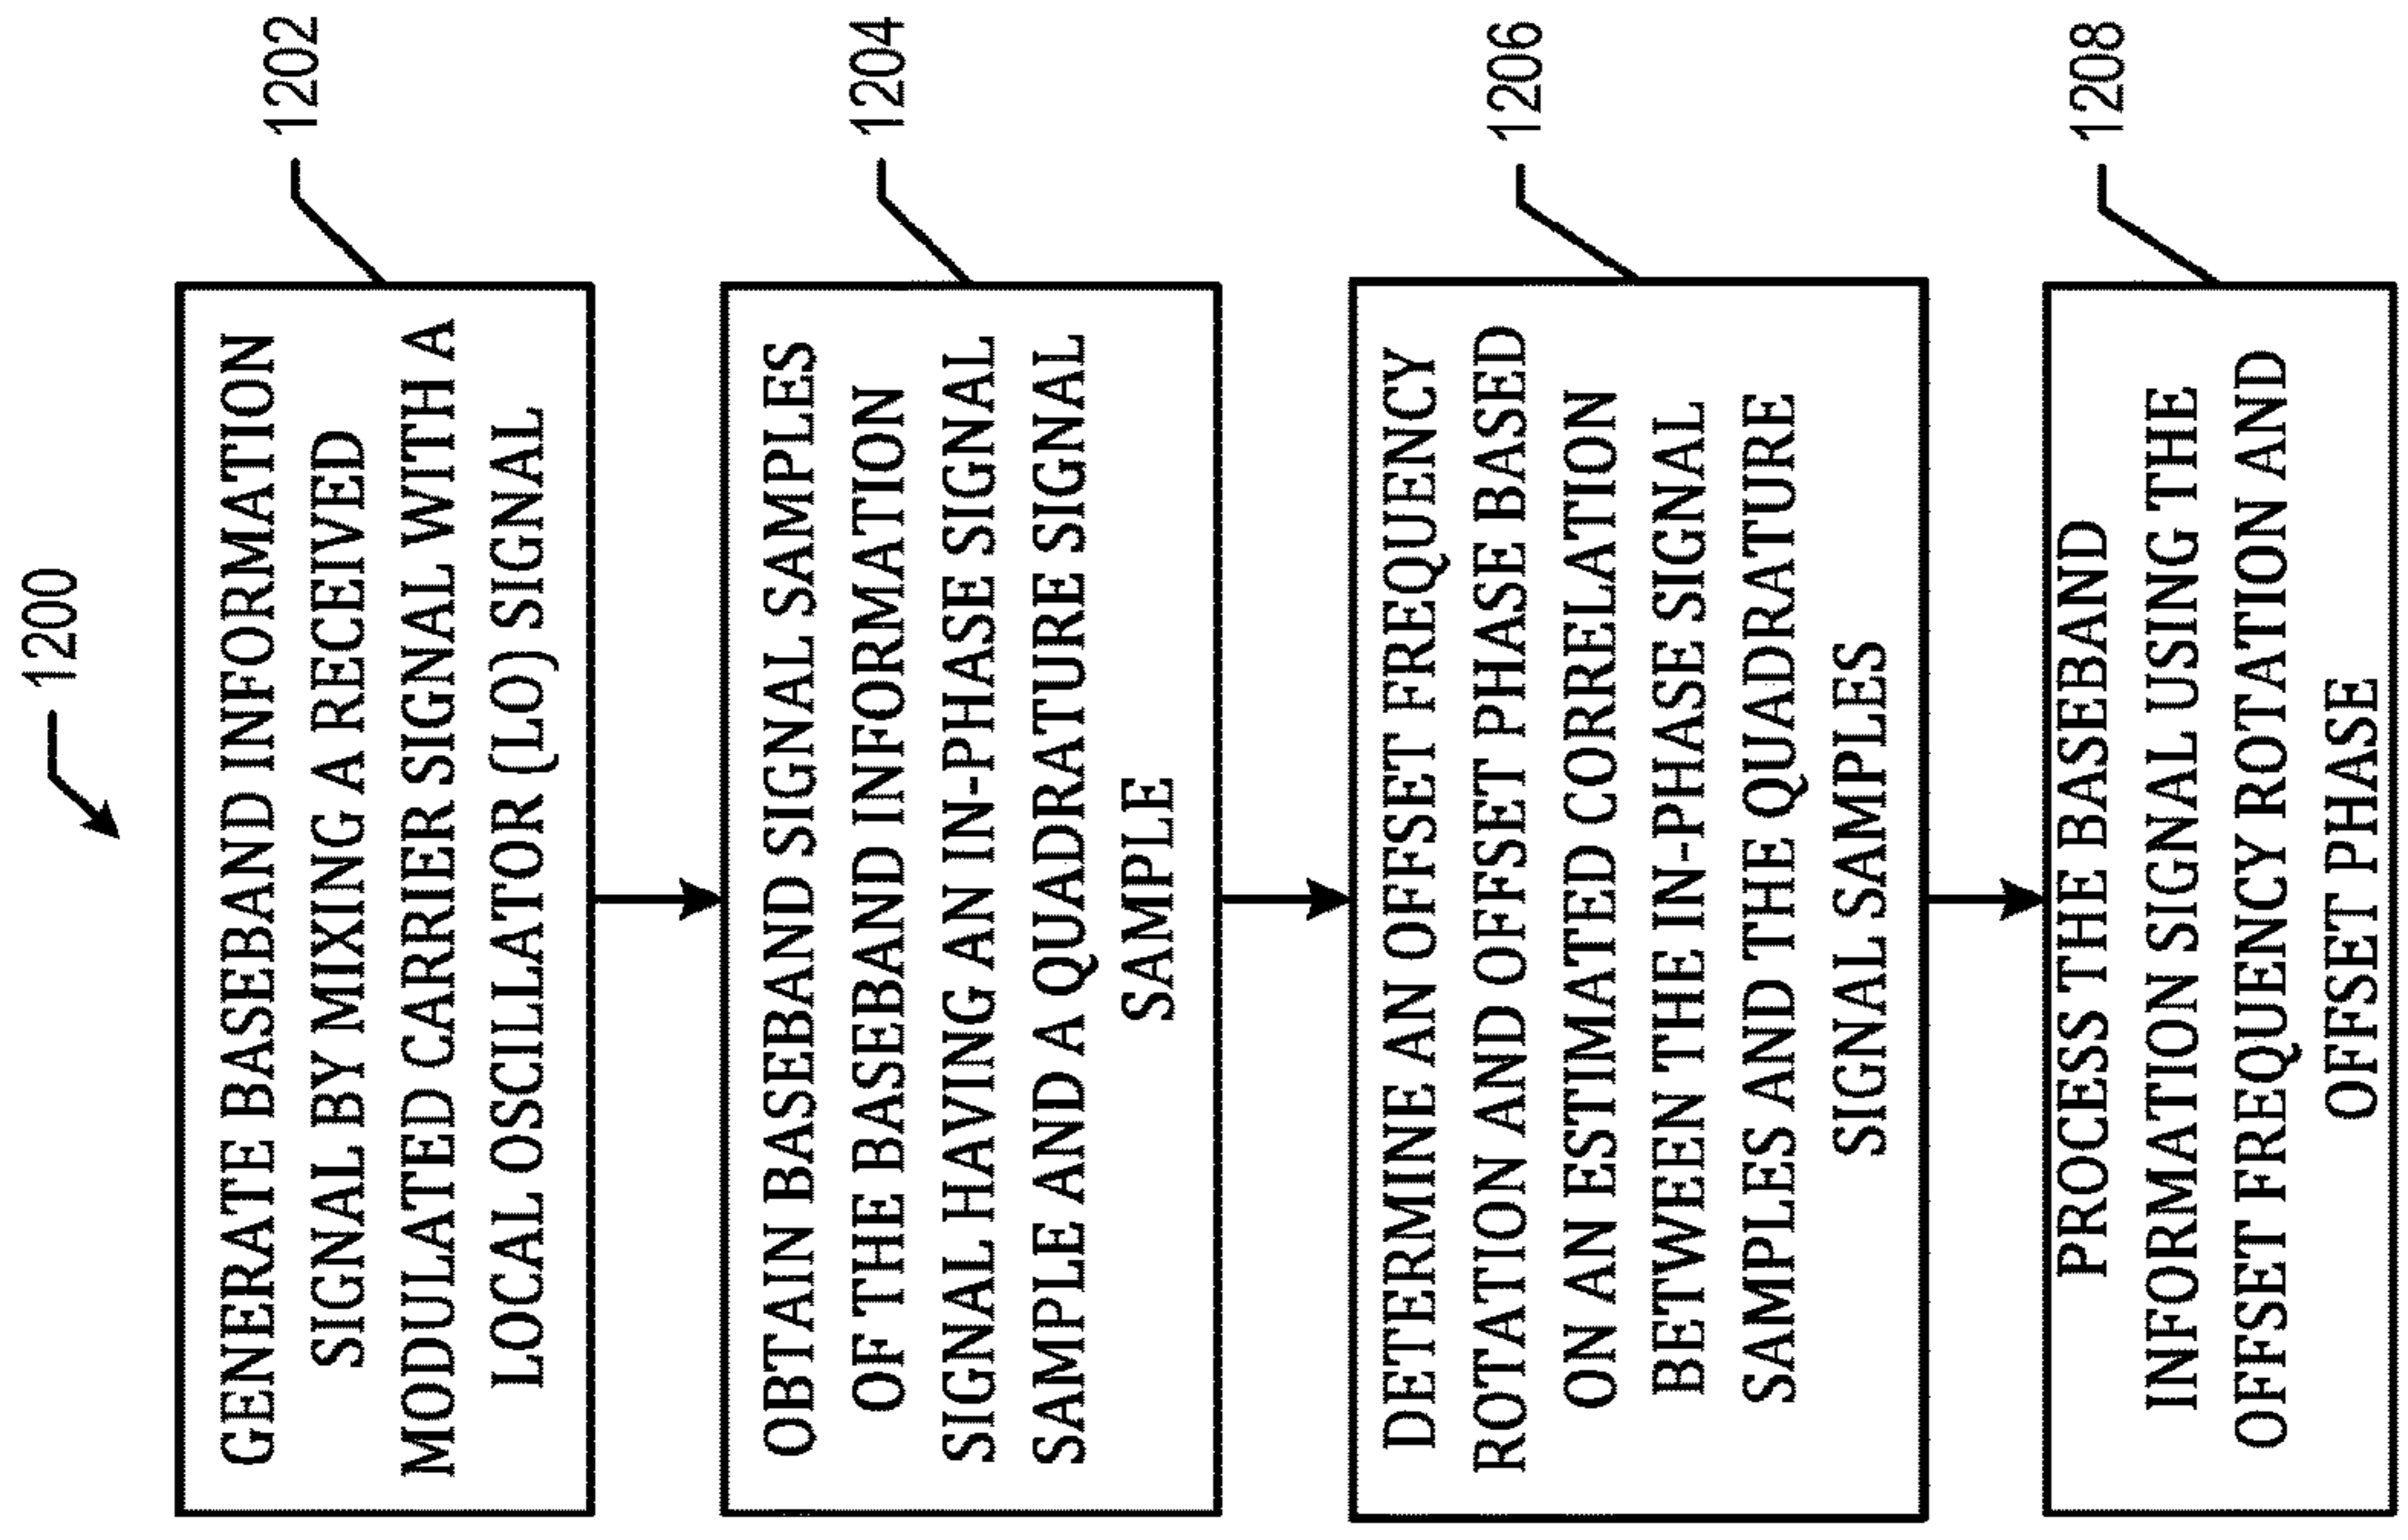 1200
GENERATE BASEBAND INFORMATION
SIGNAL BY MIXING A RECEIVED
MODULATED CARRIER SIGNAL WITH A
LOCAL OSCILLATOR (LO) SIGNAL
1202
OBTAIN BASEBAND SIGNAL SAMPLES
OF THE BASEBAND INFORMATION
SIGNAL HAVING AN IN-PHASE SIGNAL
SAMPLE AND A QUADRATURE SIGNAL
SAMPLE
1204
DETERMINE AN OFFSET FREQUENCY
ROTATION AND OFFSET PHASE BASED
ON AN ESTIMATED CORRELATION
BETWEEN THE IN-PHASE SIGNAL
SAMPLES AND THE QUADRATURE
SIGNAL SAMPLES
1206
PROCESS THE BASEBAND
INFORMATION SIGNAL USING THE
OFFSET FREQUENCY ROTATION AND
OFFSET PHASE
1208